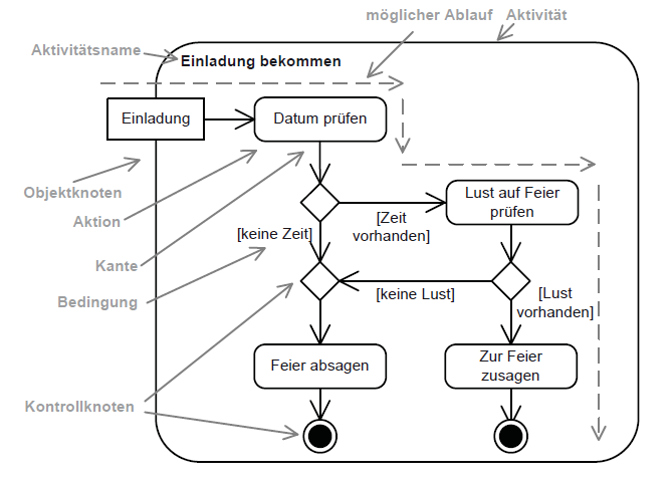 möglicher Ablauf Aktivität
Aktivitätsname
Einladung bekommen
Einladung
Datum prüfen
Objektknoten
Aktion
Lust auf Feier
prüfen
[Zeit
vorhanden]
[keine Zeit]
Kante
Bedingung
[keine Lust]
[Lust
vorhanden]
Feier absagen
Zur Feier
zusagen
Kontrollknoten